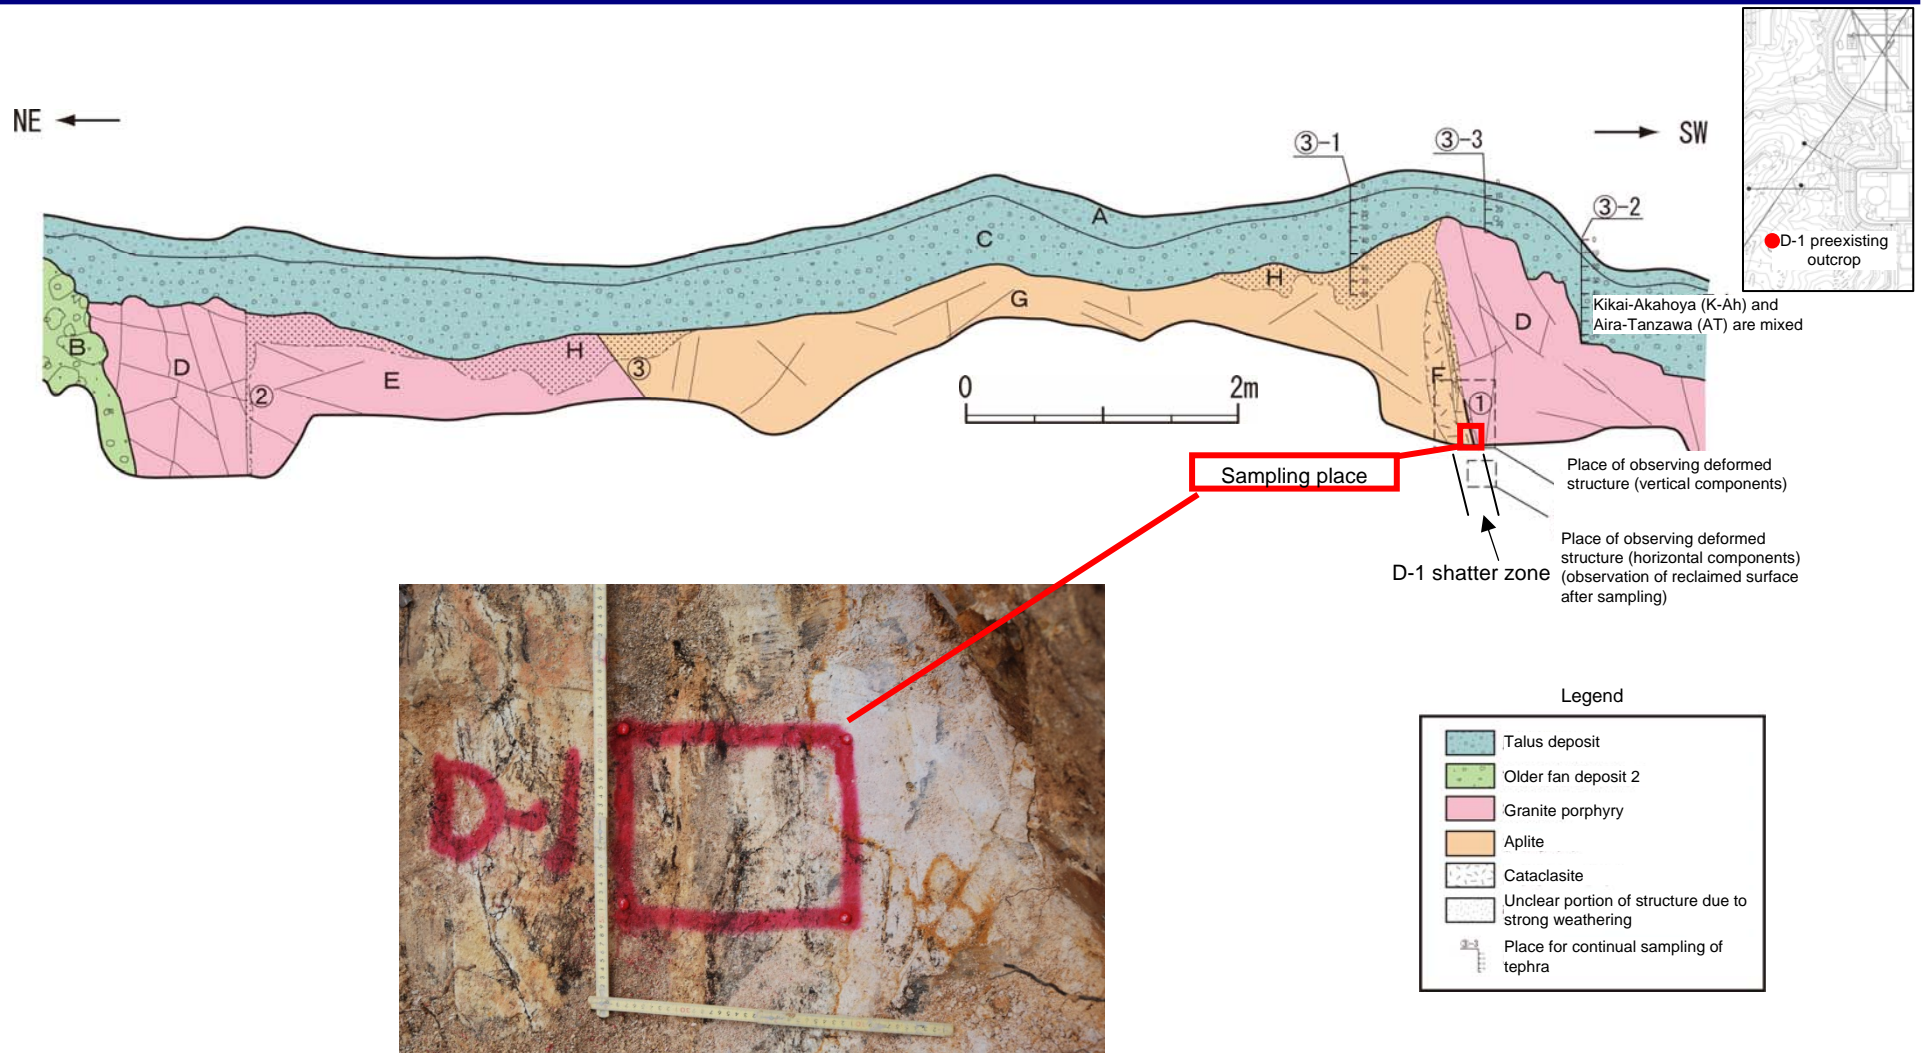 NE
SW
③-1
③-3
③-2
D-1 preexisting
outcrop
Kikai-Akahoya (K-Ah) and
Aira-Tanzawa (AT) are mixed
A
C
H
G
B
D
E
②
H
③
F
①
D
0
2m
Sampling place
Place of observing deformed
structure (vertical components)
Place of observing deformed
structure (horizontal components)
(observation of reclaimed surface
after sampling)
D-1 shatter zone
D-1
Legend
Talus deposit
Older fan deposit 2
Granite porphyry
Aplite
Cataclasite
Unclear portion of structure due to
strong weathering
③-3
Place for continual sampling of
tephra